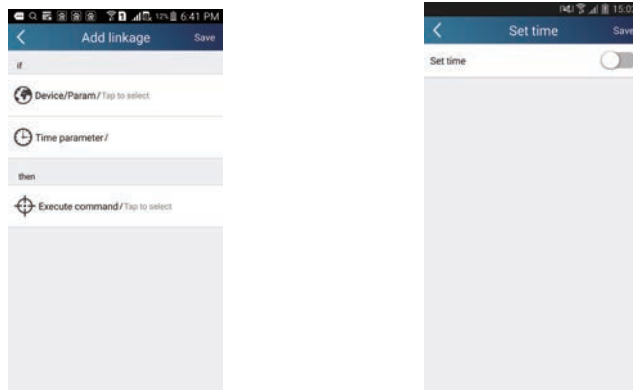 12% 6:41 PM
Add linkage Save
if
Device/Param/Tap to select
Time parameter/
then
Execute command/Tap to select
15:02
Set time Save
Set time